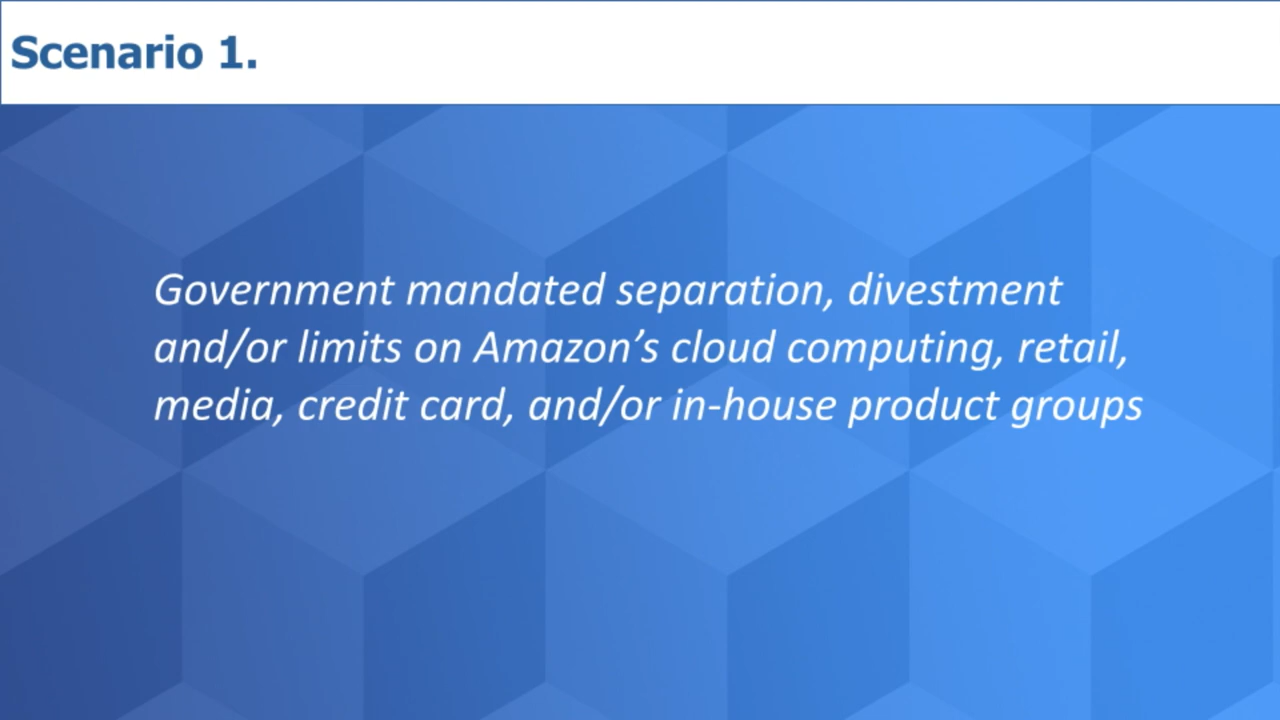 Scenario 1.
Government mandated separation, divestment
and/or limits on Amazon’s cloud computing, retail,
media, credit card, and/or in-house product groups